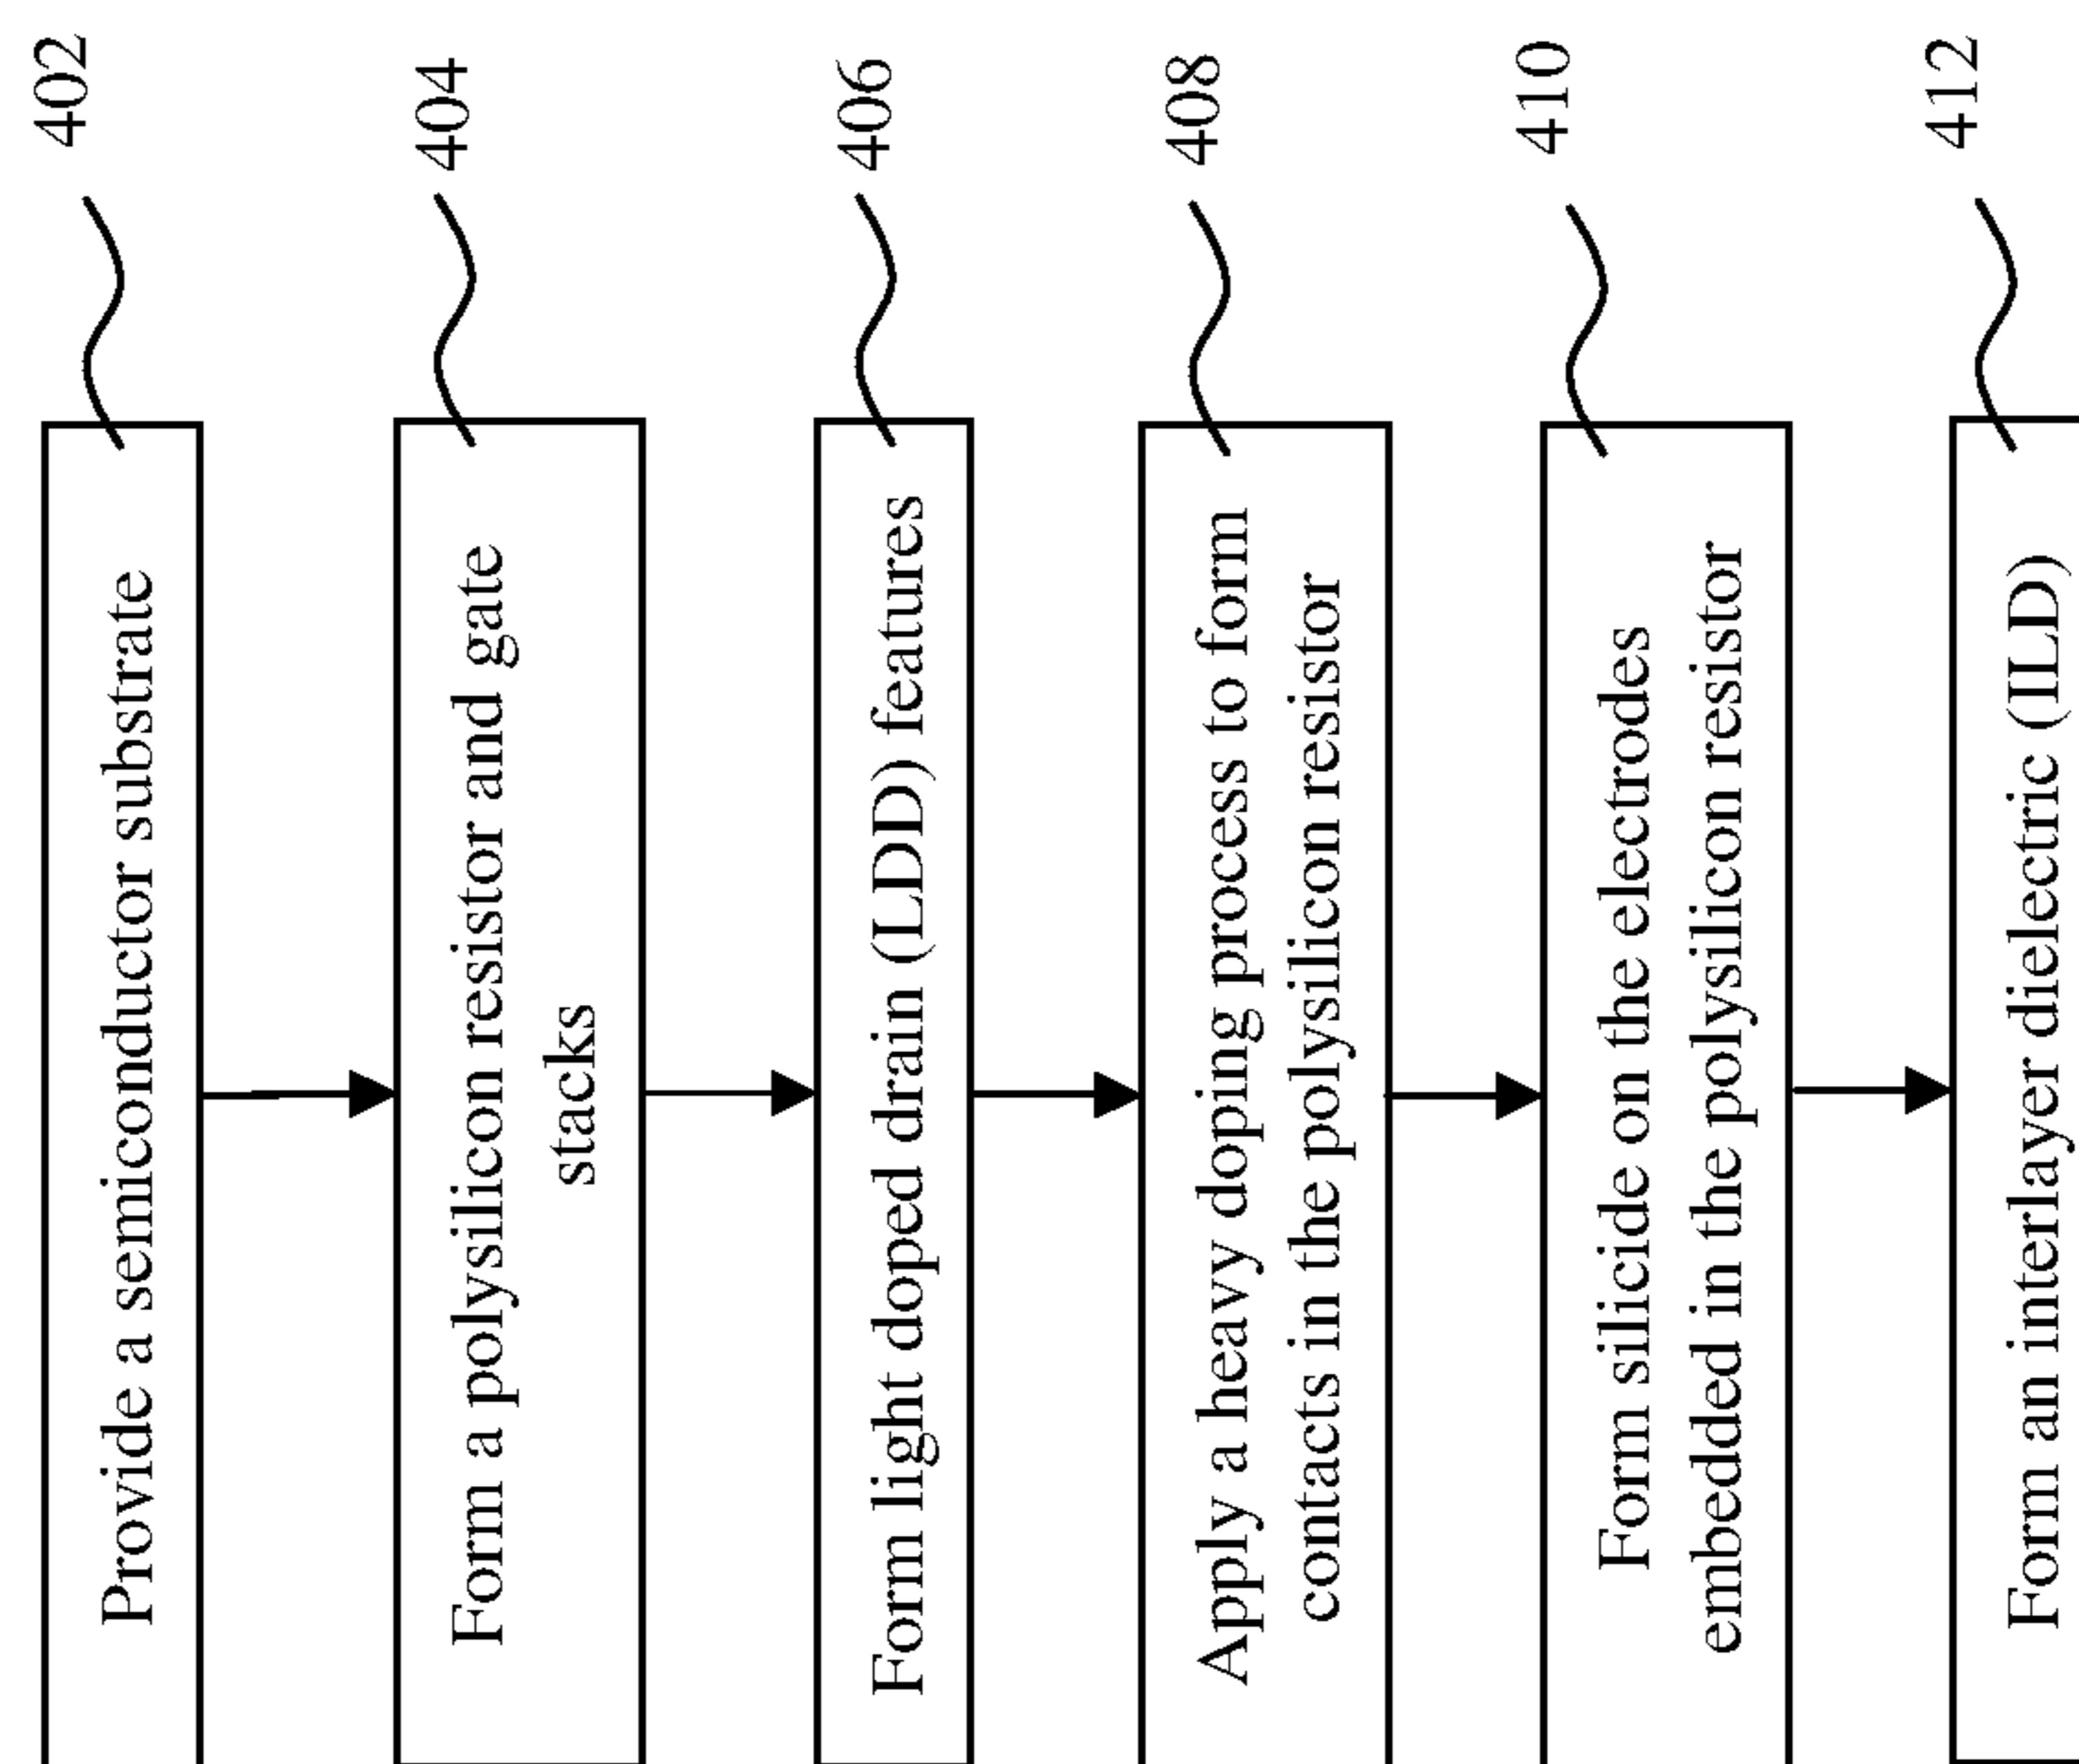 Provide a semiconductor substrate
402
Form a polysilicon resistor and gate
stacks
404
Form light doped drain (LDD) features
406
Apply a heavy doping process to form
contacts in the polysilicon resistor
408
Form silicide on the electrodes
embedded in the polysilicon resistor
410
Form an interlayer dielectric (ILD)
412